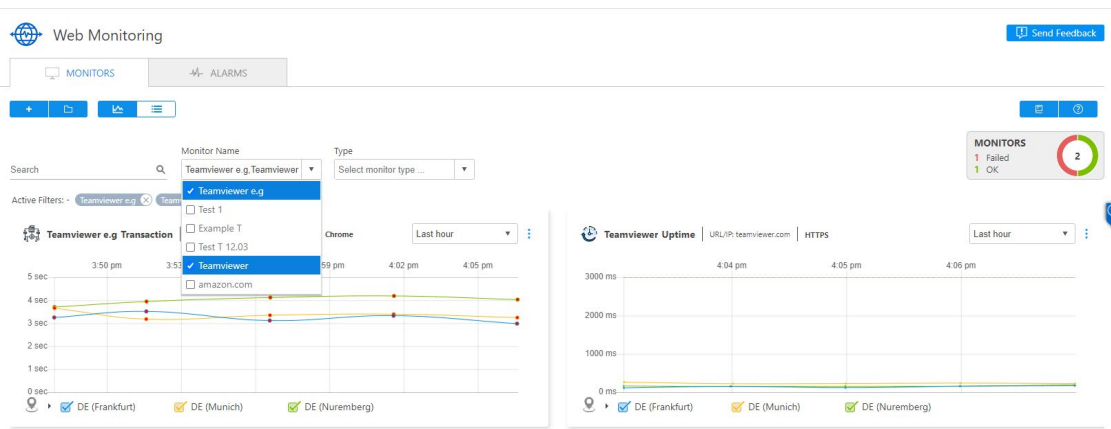 Web Monitoring
Send Feedback
MONITORS
ALARMS
MONITORS
1 Failed
1 OK
2
Search
Monitor Name
Teamviewer e.g,Teamviewer
Type
Select monitor type ...
Active Filters: - Teamviewer e.g Team
Teamviewer e.g
Test 1
Example T
Test T 12.03
Teamviewer
amazon.com
Teamviewer e.g Transaction
Chrome
Last hour
3:50 pm 3:53 59 pm 4:02 pm 4:05 pm
5 sec
4 sec
3 sec
2 sec
1 sec
0 sec
DE (Frankfurt) DE (Munich) DE (Nuremberg)
Teamviewer Uptime URL/IP: teamviewer.com HTTPS
Last hour
4:04 pm 4:05 pm 4:06 pm
3000 ms
2000 ms
1000 ms
0 ms
DE (Frankfurt) DE (Munich) DE (Nuremberg)